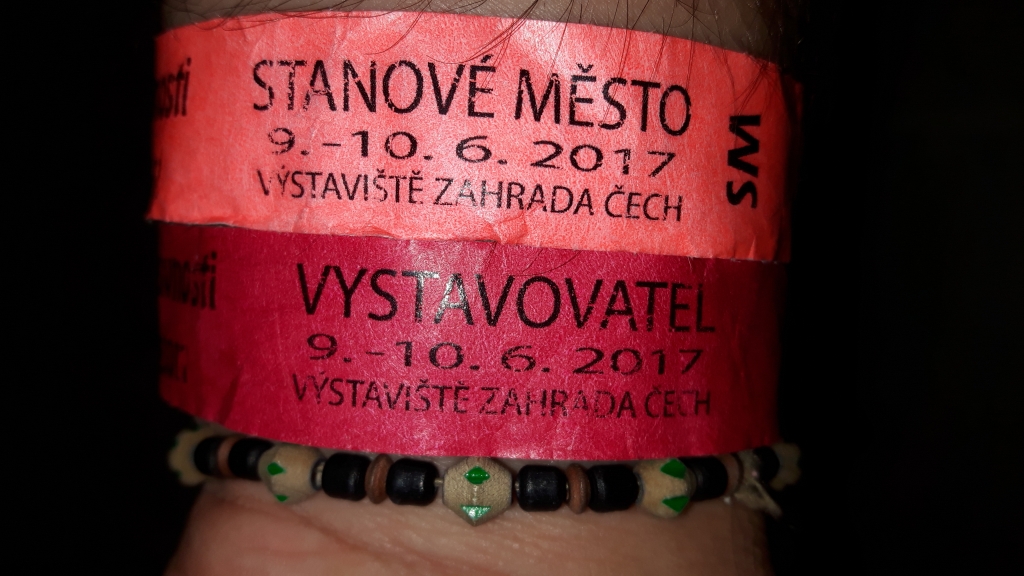 STANOVÉ MĚSTO
9.-10. 6. 2017
VÝSTAVIŠTĚ ZAHRADA ČECH
SM
VYSTAVOVATEL
9.-10. 6. 2017
VÝSTAVIŠTĚ ZAHRADA ČECH